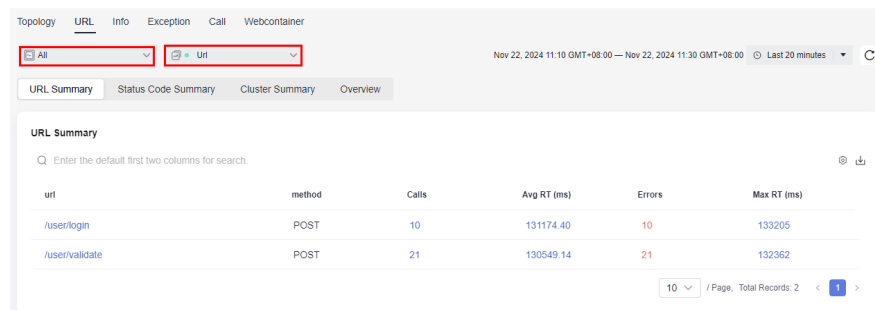 Topology URL Info Exception Call Webcontainer
All Url Nov 22, 2024 11:10 GMT+08:00 — Nov 22, 2024 11:30 GMT+08:00 Last 20 minutes
URL Summary Status Code Summary Cluster Summary Overview
URL Summary
Enter the default first two columns for search.
url method Calls Avg RT (ms) Errors Max RT (ms)
/user/login POST 10 131174.40 10 133205
/user/validate POST 21 130549.14 21 132362
10 / Page, Total Records: 2 < 1 >